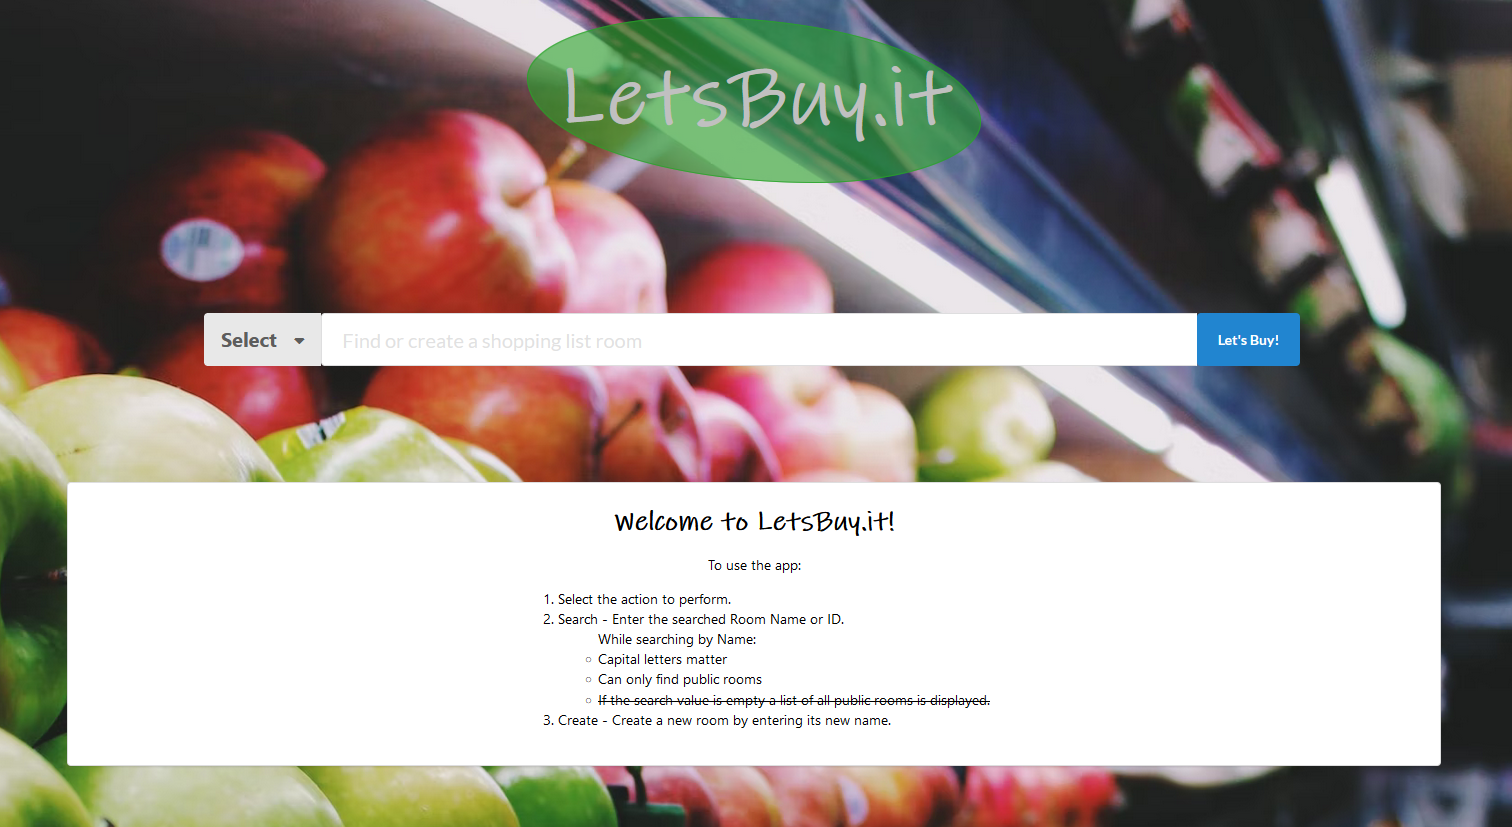 LetsBuy.it
Select
Find or create a shopping list room
Let's Buy!
Welcome to LetsBuy.it!
To use the app:
1. Select the action to perform.
2. Search - Enter the searched Room Name or ID.
While searching by Name:
○ Capital letters matter
○ Can only find public rooms
○ If the search value is empty a list of all public rooms is displayed.
3. Create - Create a new room by entering its new name.